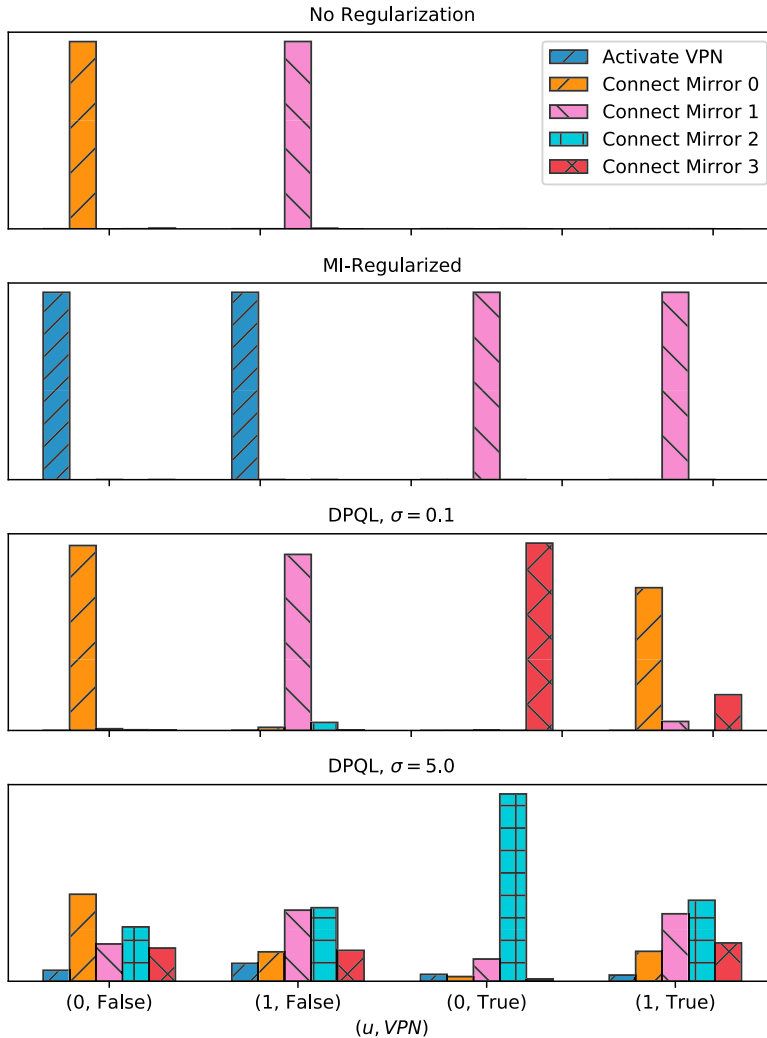 No Regularization
Activate VPN
Connect Mirror 0
Connect Mirror 1
Connect Mirror 2
Connect Mirror 3
MI-Regularized
DPQL, σ = 0.1
DPQL, σ = 5.0
(0, False) (1, False) (0, True) (1, True)
(u, VPN)